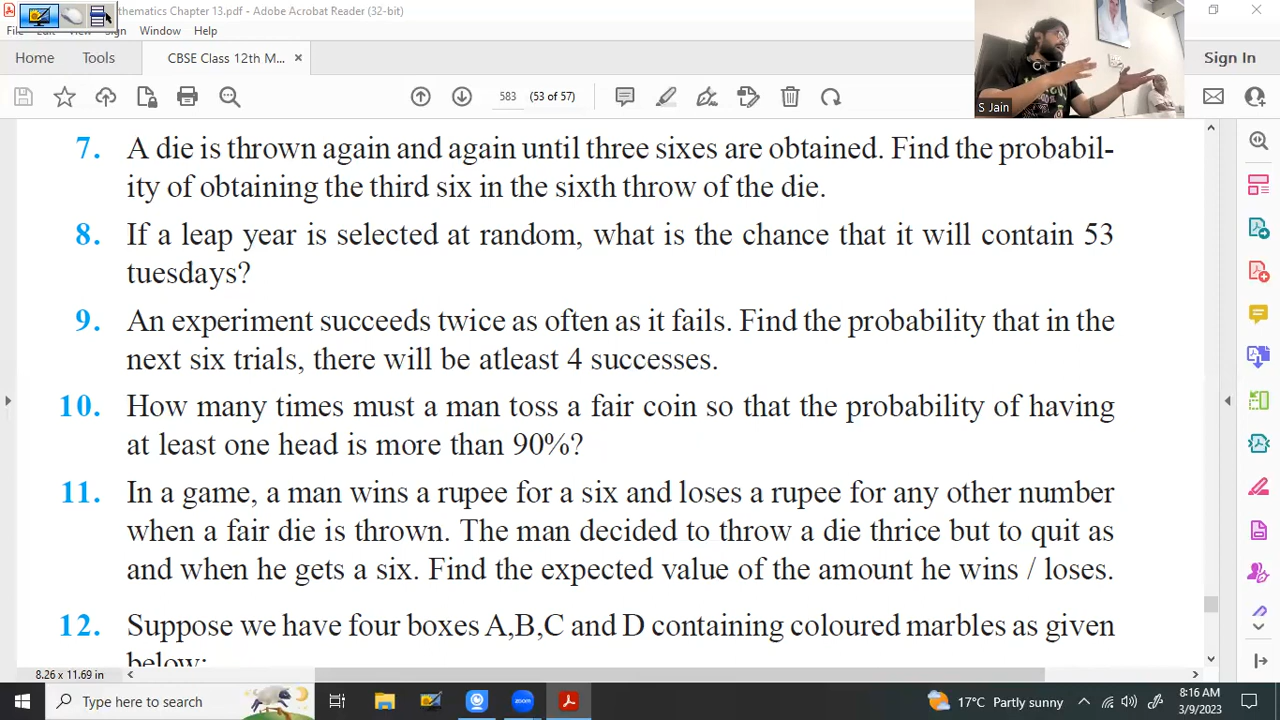 thematics Chapter 13.pdf - Adobe Acrobat Reader (32-bit)
Window Help
Home Tools CBSE Class 12th M... × Sign In
583 (53 of 57)
S Jain
7. A die is thrown again and again until three sixes are obtained. Find the probabil-
ity of obtaining the third six in the sixth throw of the die.
8. If a leap year is selected at random, what is the chance that it will contain 53
tuesdays?
9. An experiment succeeds twice as often as it fails. Find the probability that in the
next six trials, there will be atleast 4 successes.
10. How many times must a man toss a fair coin so that the probability of having
at least one head is more than 90%?
11. In a game, a man wins a rupee for a six and loses a rupee for any other number
when a fair die is thrown. The man decided to throw a die thrice but to quit as
and when he gets a six. Find the expected value of the amount he wins / loses.
12. Suppose we have four boxes A,B,C and D containing coloured marbles as given
below:
8.26 x 11.69 in
Type here to search
zoom
17°C Partly sunny
8:16 AM
3/9/2023